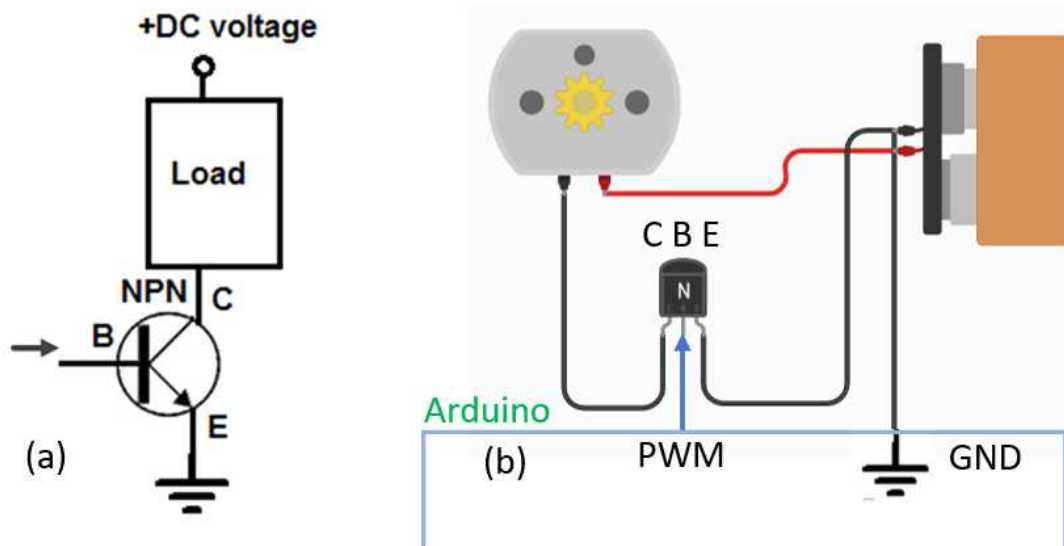 +DC voltage
Load
NPN C
B
E
(a)
C B E
N
Arduino
(b) PWM GND